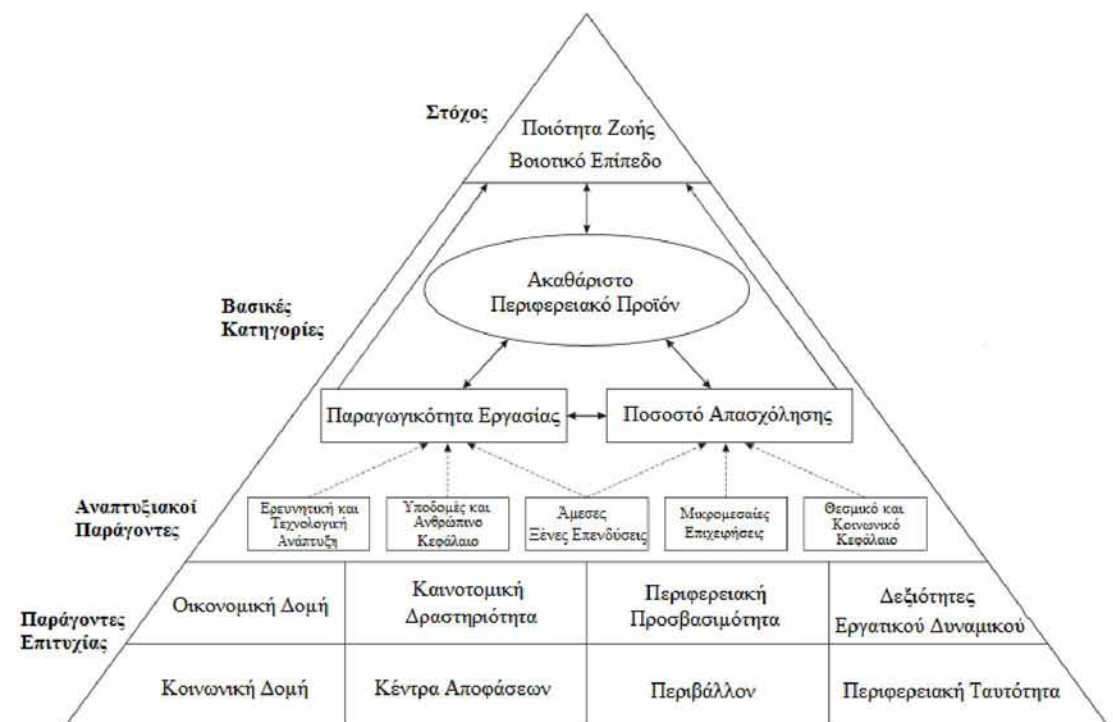 Στόχος
Ποιότητα Ζωής
Βοιοτικό Επίπεδο
Βασικές
Κατηγορίες
Ακαθάριστο
Περιφερειακό Προϊόν
Παραγωγικότητα Εργασίας
Ποσοστό Απασχόλησης
Αναπτυξιακοί
Παράγοντες
Ερευνητική και
Τεχνολογική
Ανάπτυξη
Υποδομές και
Ανθρώπινο
Κεφάλαιο
Άμεσες
Ξένες Επενδύσεις
Μικρομεσαίες
Επιχειρήσεις
Θεσμικό και
Κοινωνικό
Κεφάλαιο
Παράγοντες
Επιτυχίας
Οικονομική Δομή
Καινοτομική
Δραστηριότητα
Περιφερειακή
Προσβασιμότητα
Δεξιότητες
Εργατικού Δυναμικού
Κοινωνική Δομή
Κέντρα Αποφάσεων
Περιβάλλον
Περιφερειακή Ταυτότητα